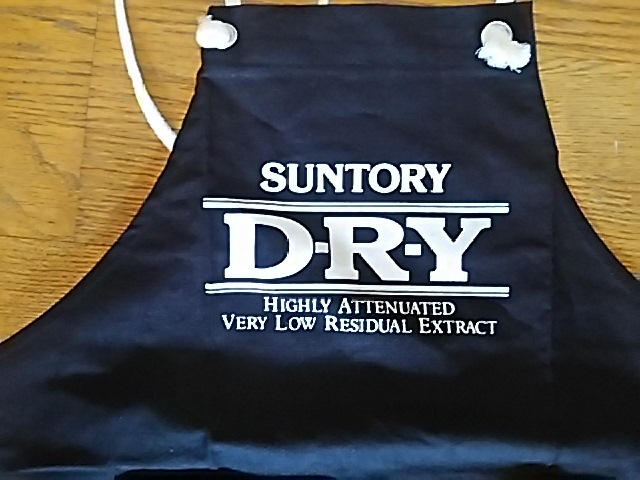 SUNTORY
D-R-Y
HIGHLY ATTENUATED
VERY LOW RESIDUAL EXTRACT